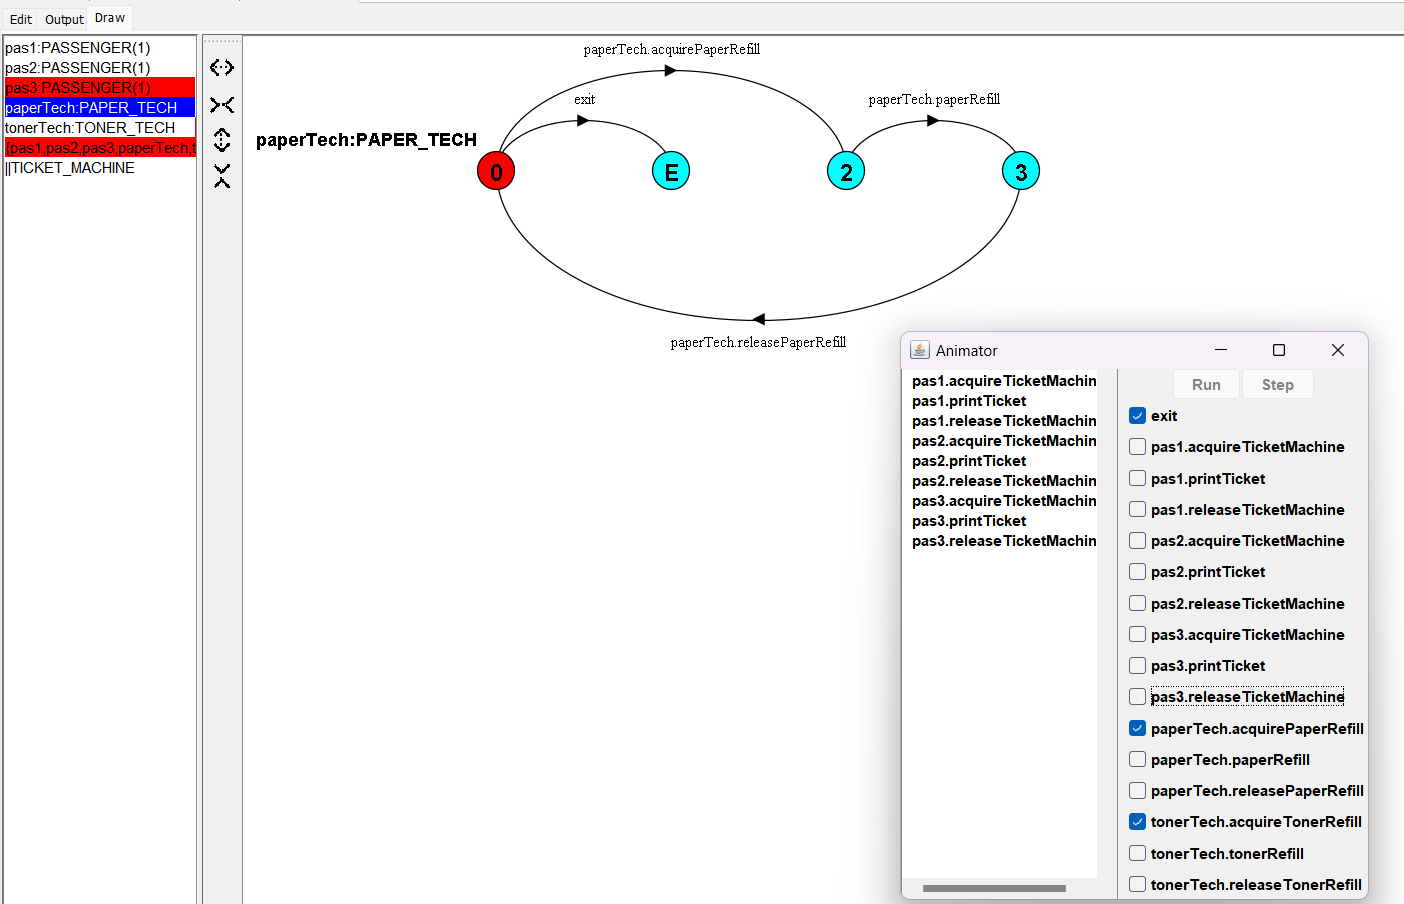 Edit Output Draw
pas1:PASSENGER(1)
pas2:PASSENGER(1)
pas3:PASSENGER(1)
paperTech:PAPER_TECH
tonerTech:TONER_TECH
{pas1,pas2,pas3,paperTech,t
||TICKET_MACHINE
paperTech.acquirePaperRefill
exit
paperTech.paperRefill
paperTech:PAPER_TECH
0
E
2
3
paperTech.releasePaperRefill
Animator
pas1.acquireTicketMachin
pas1.printTicket
pas1.releaseTicketMachin
pas2.acquireTicketMachin
pas2.printTicket
pas2.releaseTicketMachin
pas3.acquireTicketMachin
pas3.printTicket
pas3.releaseTicketMachin
Run Step
exit
pas1.acquireTicketMachine
pas1.printTicket
pas1.releaseTicketMachine
pas2.acquireTicketMachine
pas2.printTicket
pas2.releaseTicketMachine
pas3.acquireTicketMachine
pas3.printTicket
pas3.releaseTicketMachine
paperTech.acquirePaperRefill
paperTech.paperRefill
paperTech.releasePaperRefill
tonerTech.acquireTonerRefill
tonerTech.tonerRefill
tonerTech.releaseTonerRefill